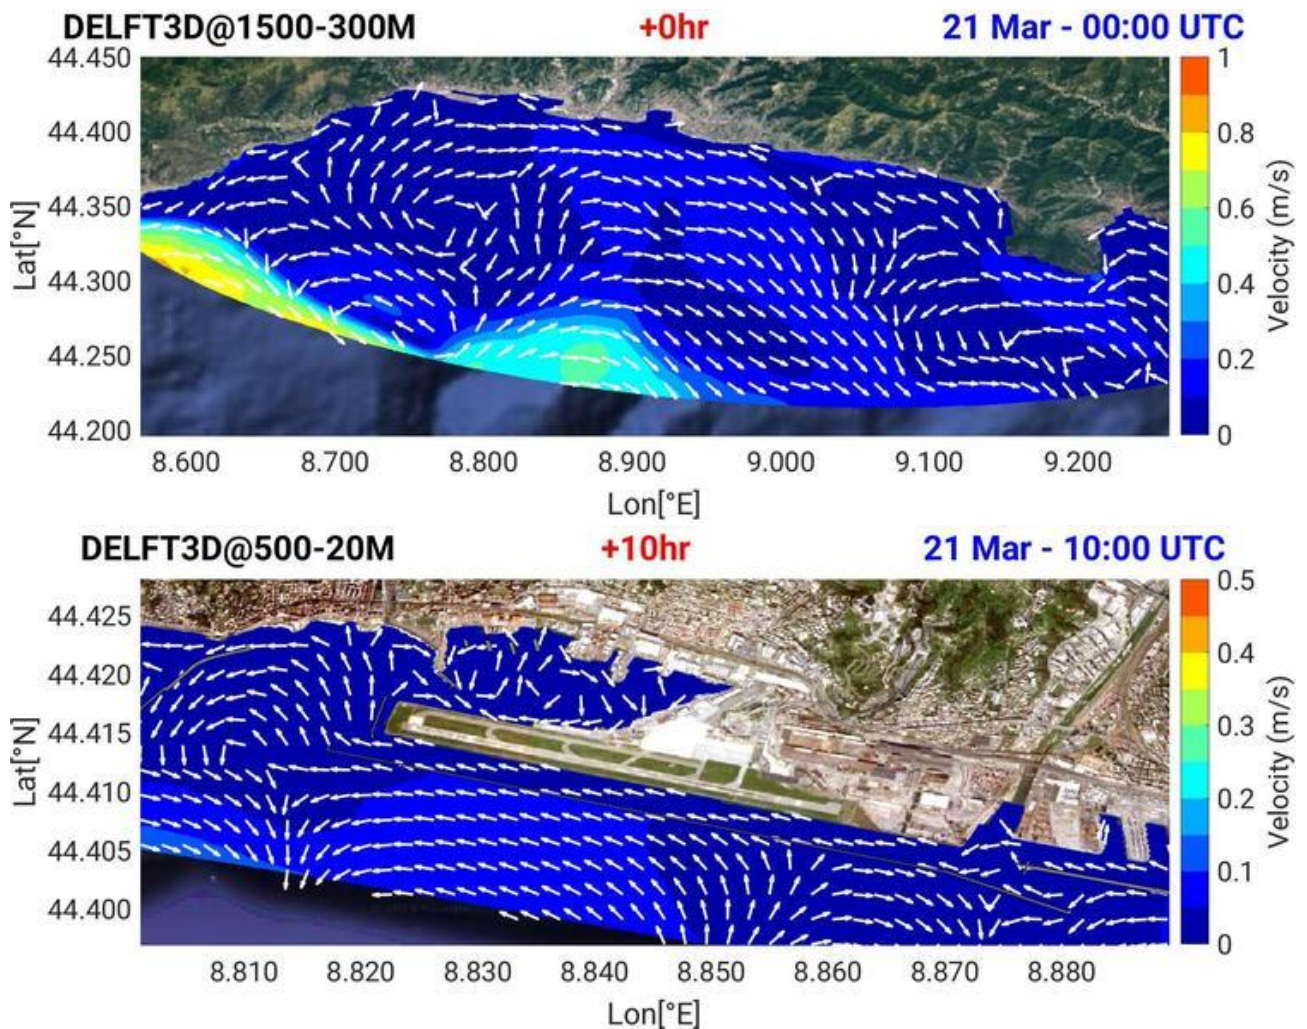 DELFT3D@1500-300M +0hr 21 Mar - 00:00 UTC
44.450
44.400
44.350
44.300
44.250
44.200
Lat[°N]
8.600 8.700 8.800 8.900 9.000 9.100 9.200
Lon[°E]
1
0.8
0.6
0.4
0.2
0
Velocity (m/s)
DELFT3D@500-20M +10hr 21 Mar - 10:00 UTC
44.425
44.420
44.415
44.410
44.405
44.400
Lat[°N]
8.810 8.820 8.830 8.840 8.850 8.860 8.870 8.880
Lon[°E]
0.5
0.4
0.3
0.2
0.1
0
Velocity (m/s)